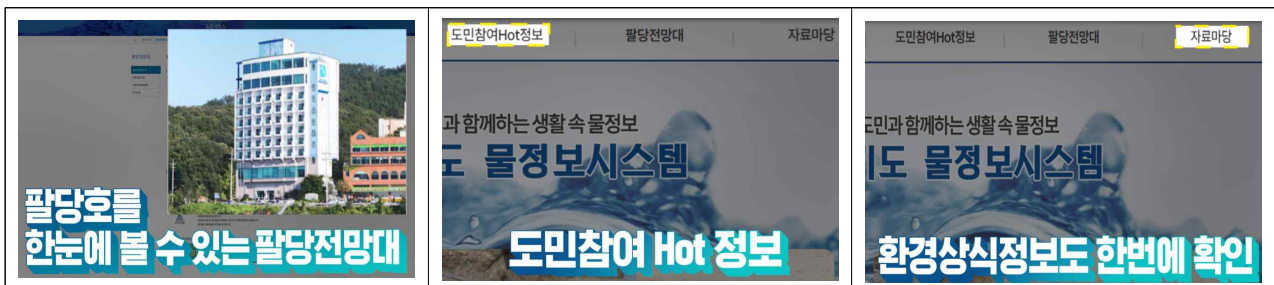 팔당호를
한눈에 볼 수 있는 팔당전망대
도민참여Hot정보 팔당전망대 자료마당
과 함께하는 생활 속 물정보
도 물정보시스템
도민참여 Hot 정보
도민참여Hot정보 팔당전망대 자료마당
도민과 함께하는 생활 속 물정보
기도 물정보시스템
환경상식정보도 한번에 확인